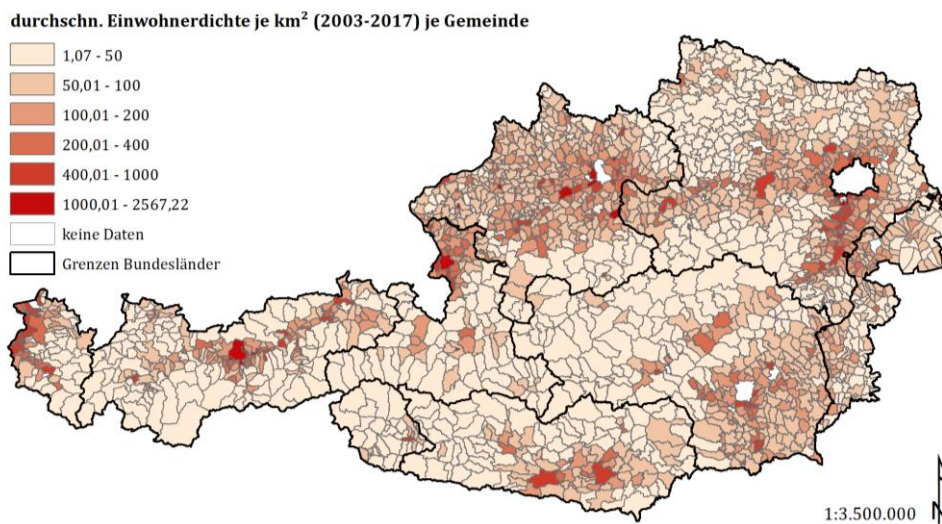 durchschn. Einwohnerdichte je km² (2003-2017) je Gemeinde
1,07 - 50
50,01 - 100
100,01 - 200
200,01 - 400
400,01 - 1000
1000,01 - 2567,22
keine Daten
Grenzen Bundesländer
1:3.500.000
N